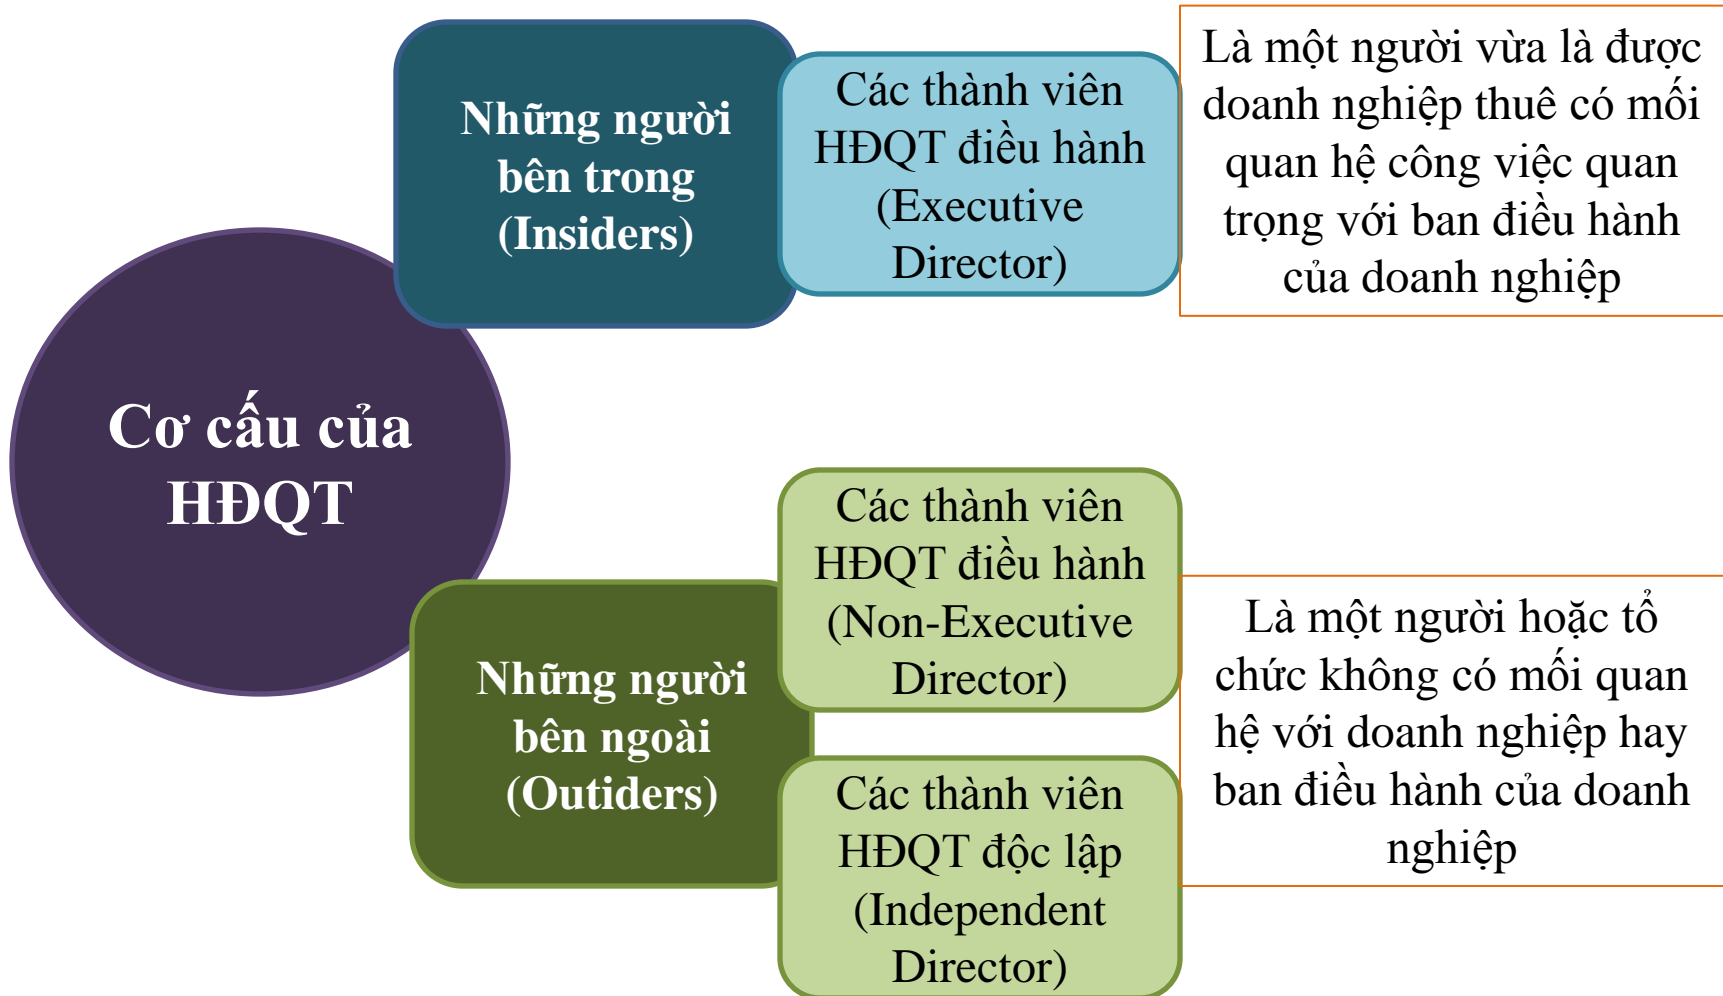 Cơ cấu của
HĐQT
Những người
bên trong
(Insiders)
Các thành viên
HĐQT điều hành
(Executive
Director)
Là một người vừa là được
doanh nghiệp thuê có mối
quan hệ công việc quan
trọng với ban điều hành
của doanh nghiệp
Những người
bên ngoài
(Outiders)
Các thành viên
HĐQT điều hành
(Non-Executive
Director)
Các thành viên
HĐQT độc lập
(Independent
Director)
Là một người hoặc tổ
chức không có mối quan
hệ với doanh nghiệp hay
ban điều hành của doanh
nghiệp